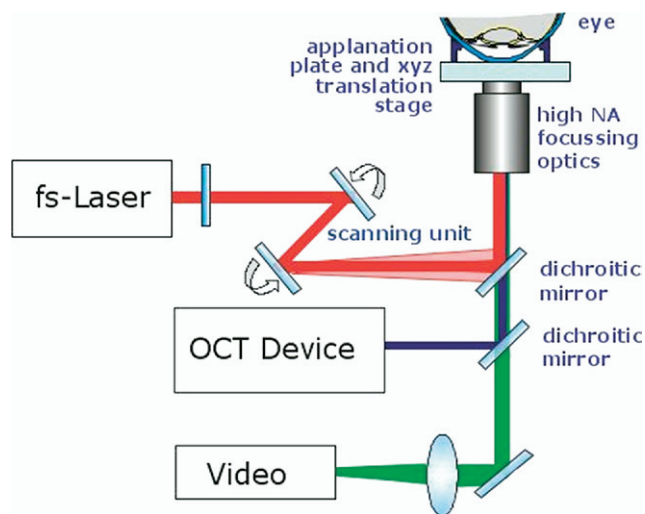 eye
applanation
plate and xyz
translation
stage
high NA
focussing
optics
fs-Laser
scanning unit
dichroitic
mirror
OCT Device
dichroitic
mirror
Video